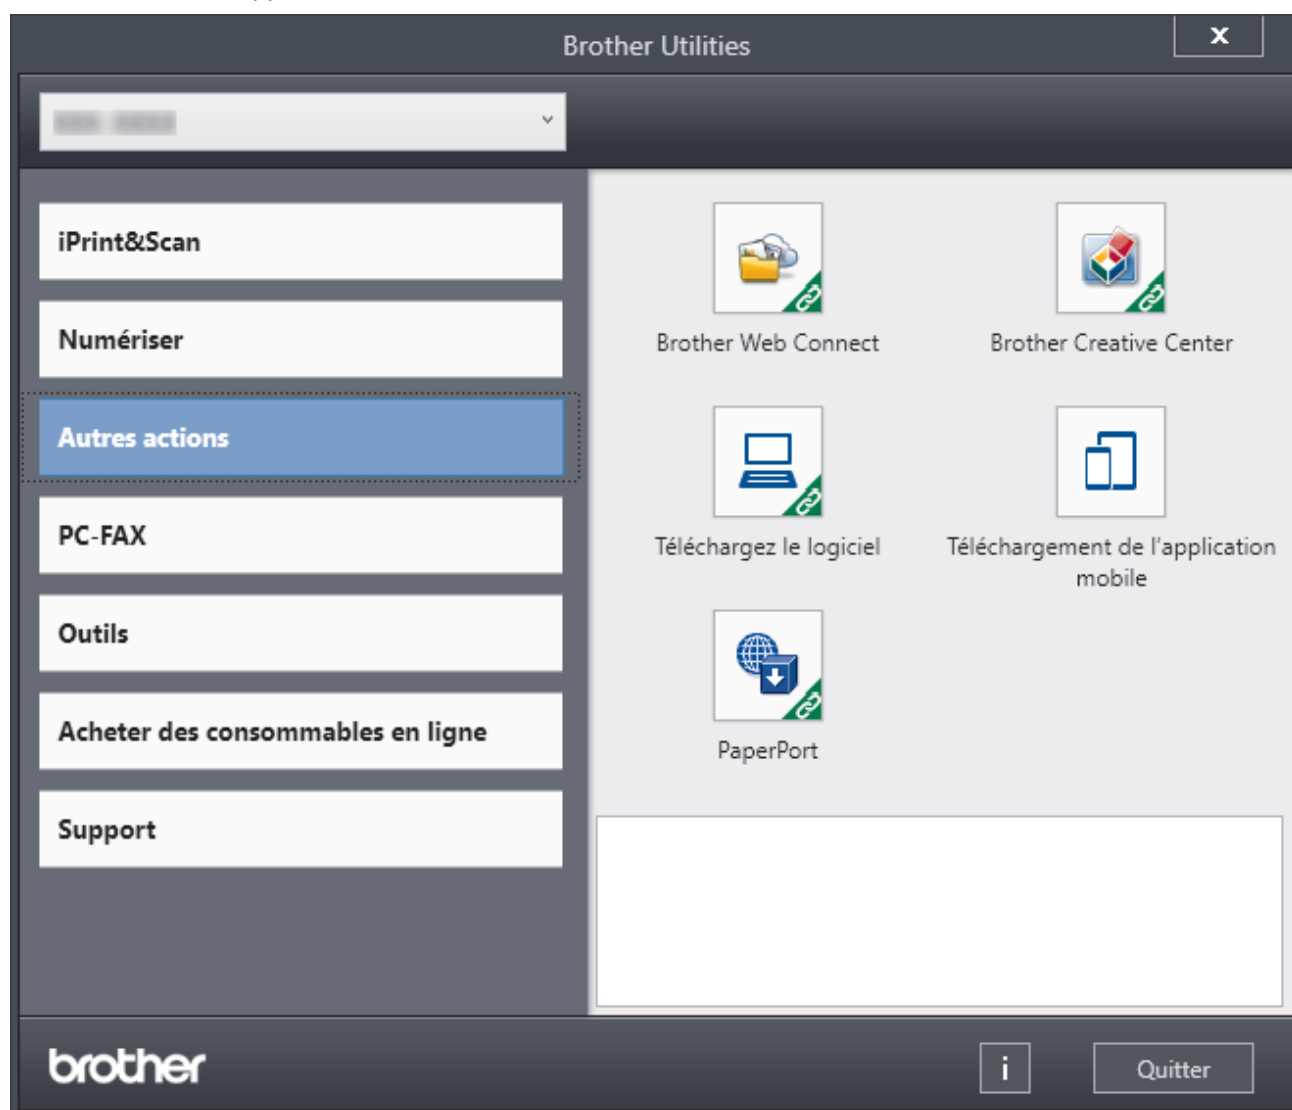 Brother Utilities
x
iPrint&Scan
Numériser
Autres actions
PC-FAX
Outils
Acheter des consommables en ligne
Support
Brother Web Connect
Brother Creative Center
Téléchargez le logiciel
Téléchargement de l'application
mobile
PaperPort
brother
i
Quitter